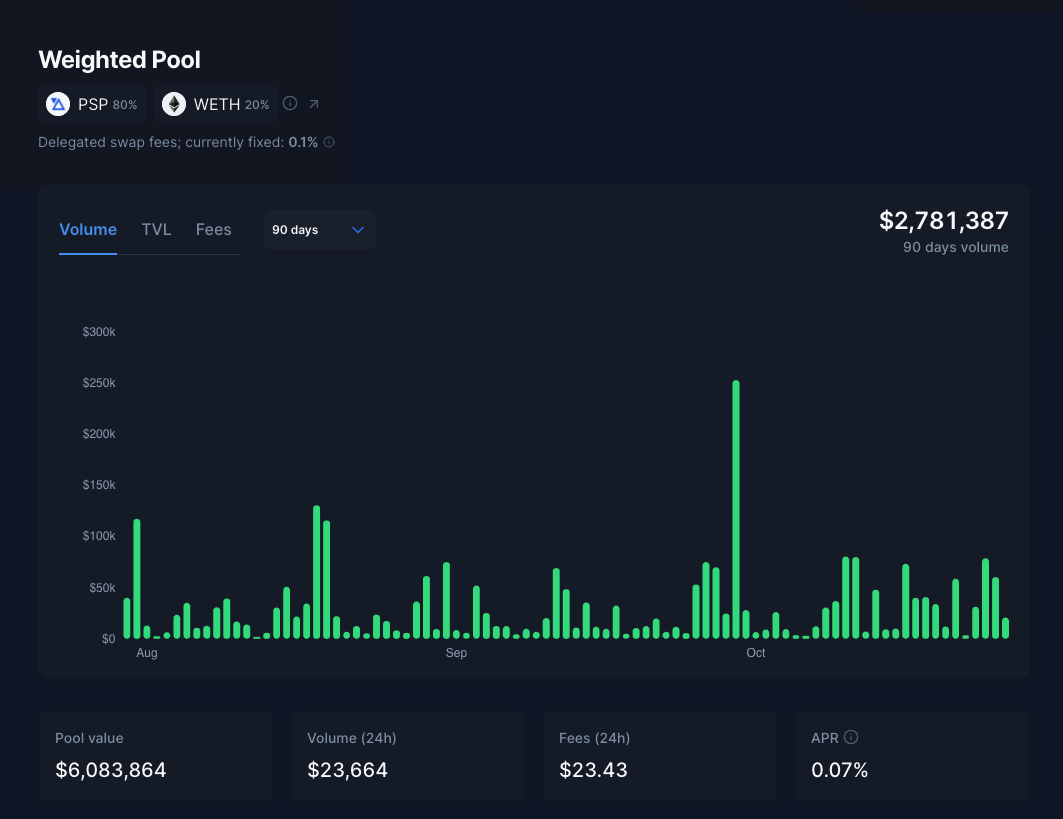 Weighted Pool
PSP 80% WETH 20%
Delegated swap fees; currently fixed: 0.1%
Volume TVL Fees 90 days
$2,781,387
90 days volume
$300k
$250k
$200k
$150k
$100k
$50k
$0
Aug Sep Oct
Pool value Volume (24h) Fees (24h) APR
$6,083,864 $23,664 $23.43 0.07%